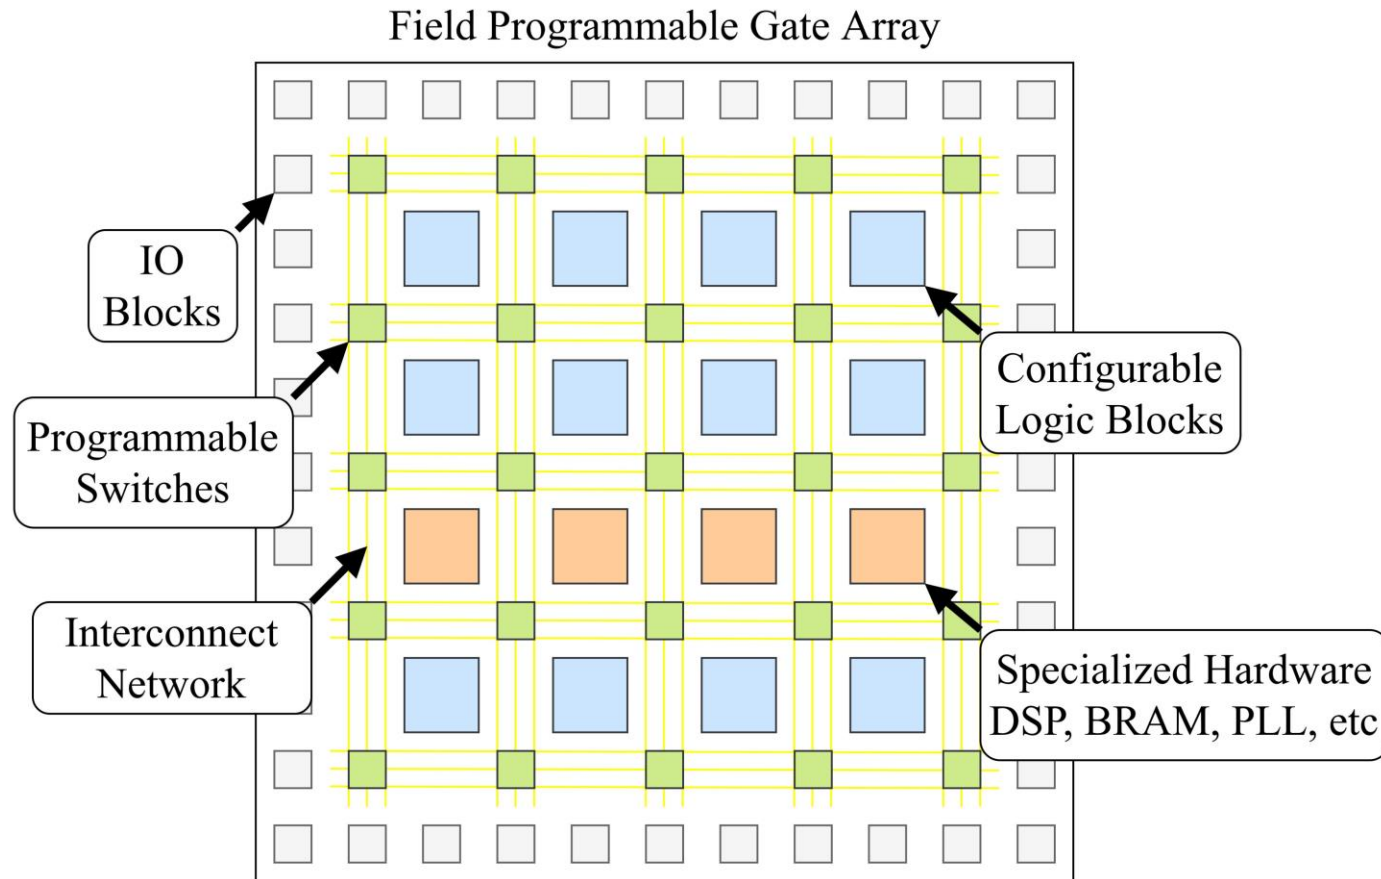 Field Programmable Gate Array
IO
Blocks
Programmable
Switches
Interconnect
Network
Configurable
Logic Blocks
Specialized Hardware
DSP, BRAM, PLL, etc